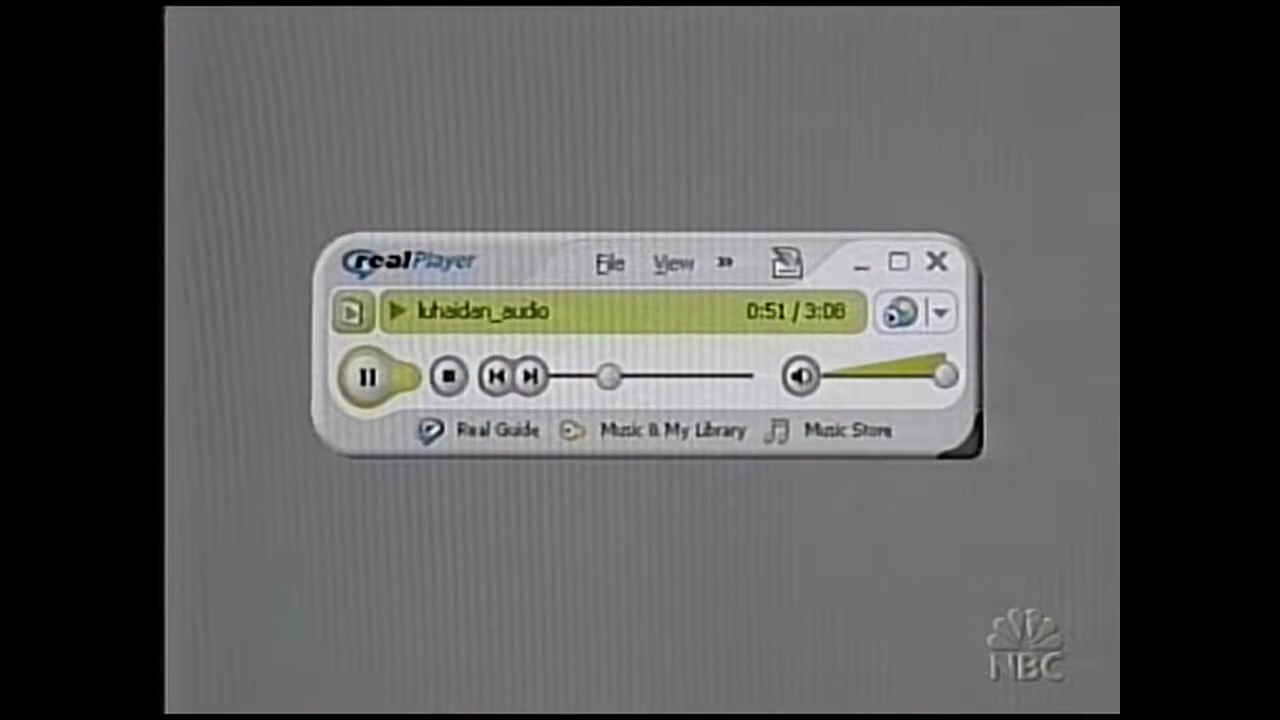 realPlayer File View »
luhaidan_audio 0:51 / 3:08
Real Guide Music & My Library Music Store
NBC